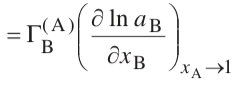 = Γ_B^(A) (∂ ln a_B / ∂x_B)_{x_A→1}